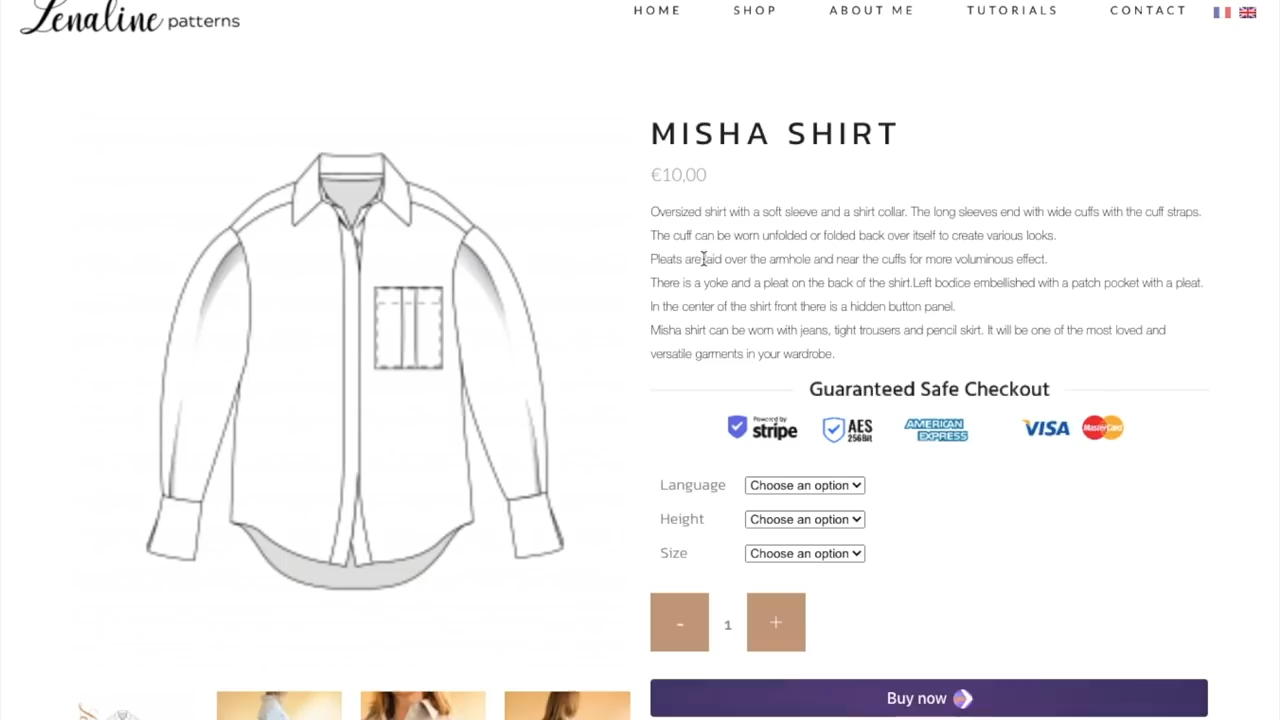 Lenaline patterns
HOME SHOP ABOUT ME TUTORIALS CONTACT
MISHA SHIRT
€10,00
Oversized shirt with a soft sleeve and a shirt collar. The long sleeves end with wide cuffs with the cuff straps.
The cuff can be worn unfolded or folded back over itself to create various looks.
Pleats are laid over the armhole and near the cuffs for more voluminous effect.
There is a yoke and a pleat on the back of the shirt.Left bodice embellished with a patch pocket with a pleat.
In the center of the shirt front there is a hidden button panel.
Misha shirt can be worn with jeans, tight trousers and pencil skirt. It will be one of the most loved and
versatile garments in your wardrobe.
Guaranteed Safe Checkout
Powered by
stripe
AES
256Bit
AMERICAN
EXPRESS
VISA
MasterCard
Language Choose an option
Height Choose an option
Size Choose an option
- 1 +
Buy now